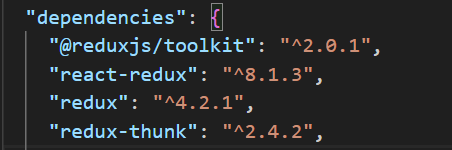 "dependencies": {
"@reduxjs/toolkit": "^2.0.1",
"react-redux": "^8.1.3",
"redux": "^4.2.1",
"redux-thunk": "^2.4.2",